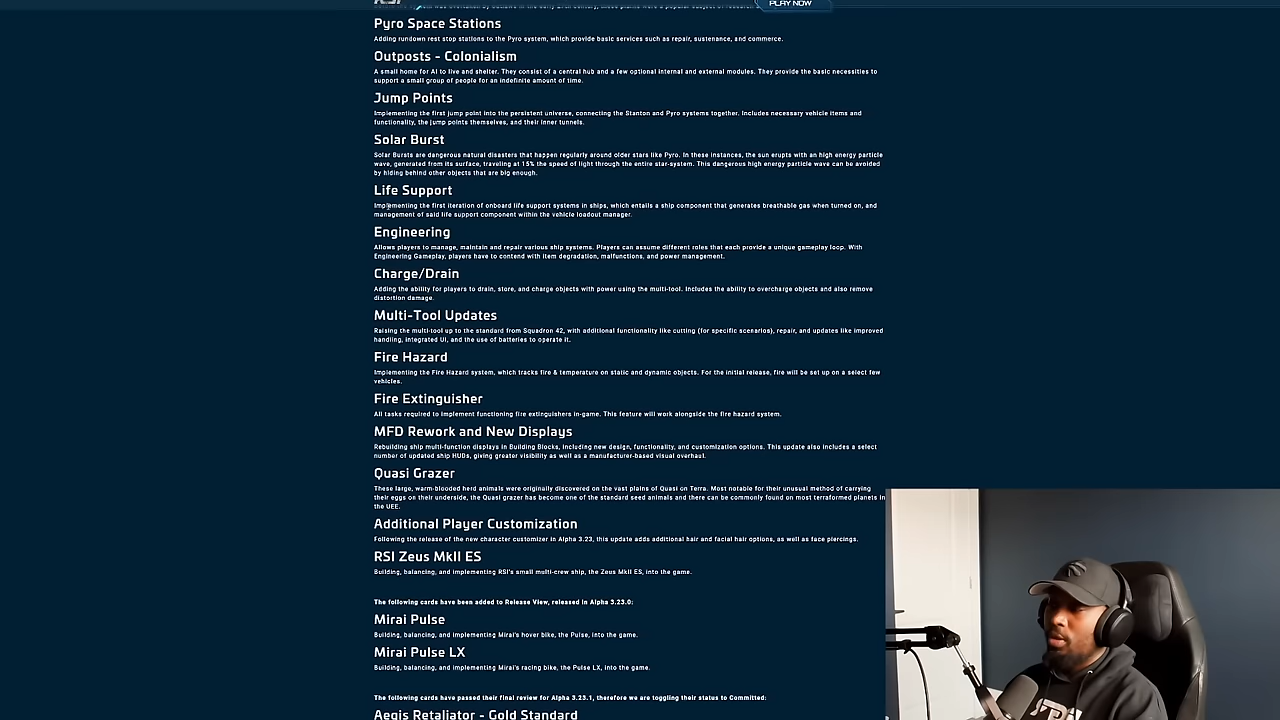 RSI
PLAY NOW
Pyro Space Stations
Adding rundown rest stop stations to the Pyro system, which provide basic services such as repair, sustenance, and commerce.
Outposts - Colonialism
A small home for AI to live and shelter. They consist of a central hub and a few optional internal and external modules. They provide the basic necessities to
support a small group of people for an indefinite amount of time.
Jump Points
Implementing the first jump point into the persistent universe, connecting the Stanton and Pyro systems together. Includes necessary vehicle items and
functionality, the jump points themselves, and their inner tunnels.
Solar Burst
Solar Bursts are dangerous natural disasters that happen regularly around older stars like Pyro. In these instances, the sun erupts with an high energy particle
wave, generated from its surface, traveling at 15% the speed of light through the entire star-system. This dangerous high energy particle wave can be avoided
by hiding behind other objects that are big enough.
Life Support
Implementing the first iteration of onboard life support systems in ships, which entails a ship component that generates breathable gas when turned on, and
management of said life support component within the vehicle loadout manager.
Engineering
Allows players to manage, maintain and repair various ship systems. Players can assume different roles that each provide a unique gameplay loop. With
Engineering Gameplay, players have to contend with item degradation, malfunctions, and power management.
Charge/Drain
Adding the ability for players to drain, store, and charge objects with power using the multi-tool. Includes the ability to overcharge objects and also remove
distortion damage.
Multi-Tool Updates
Raising the multi-tool up to the standard from Squadron 42, with additional functionality like cutting (for specific scenarios), repair, and updates like improved
handling, integrated UI, and the use of batteries to operate it.
Fire Hazard
Implementing the Fire Hazard system, which tracks fire & temperature on static and dynamic objects. For the initial release, fire will be set up on a select few
vehicles.
Fire Extinguisher
All tasks required to implement functioning fire extinguishers in-game. This feature will work alongside the fire hazard system.
MFD Rework and New Displays
Rebuilding ship multi-function displays in Building Blocks, including new design, functionality, and customization options. This update also includes a select
number of updated ship HUDs, giving greater visibility as well as a manufacturer-based visual overhaul.
Quasi Grazer
These large, warm-blooded herd animals were originally discovered on the vast plains of Quasi on Terra. Most notable for their unusual method of carrying
their eggs on their underside, the Quasi grazer has become one of the standard seed animals and there can be commonly found on most terraformed planets in
the UEE.
Additional Player Customization
Following the release of the new character customizer in Alpha 3.23, this update adds additional hair and facial hair options, as well as face piercings.
RSI Zeus MkII ES
Building, balancing, and implementing RSI's small multi-crew ship, the Zeus MkII ES, into the game.
The following cards have been added to Release View, released in Alpha 3.23.0:
Mirai Pulse
Building, balancing, and implementing Mirai's hover bike, the Pulse, into the game.
Mirai Pulse LX
Building, balancing, and implementing Mirai's racing bike, the Pulse LX, into the game.
The following cards have passed their final review for Alpha 3.23.1, therefore we are toggling their status to Committed:
Aegis Retaliator - Gold Standard